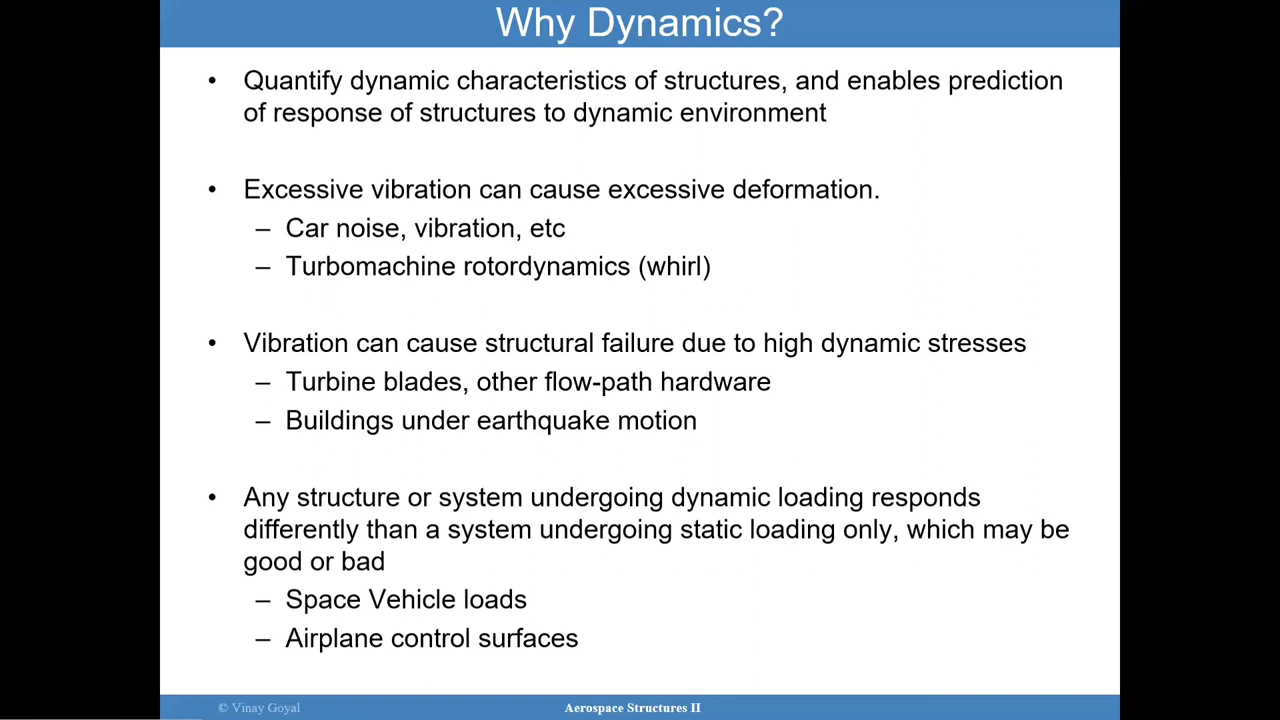 Why Dynamics?
• Quantify dynamic characteristics of structures, and enables prediction
of response of structures to dynamic environment
• Excessive vibration can cause excessive deformation.
– Car noise, vibration, etc
– Turbomachine rotordynamics (whirl)
• Vibration can cause structural failure due to high dynamic stresses
– Turbine blades, other flow-path hardware
– Buildings under earthquake motion
• Any structure or system undergoing dynamic loading responds
differently than a system undergoing static loading only, which may be
good or bad
– Space Vehicle loads
– Airplane control surfaces
© Vinay Goyal
Aerospace Structures II